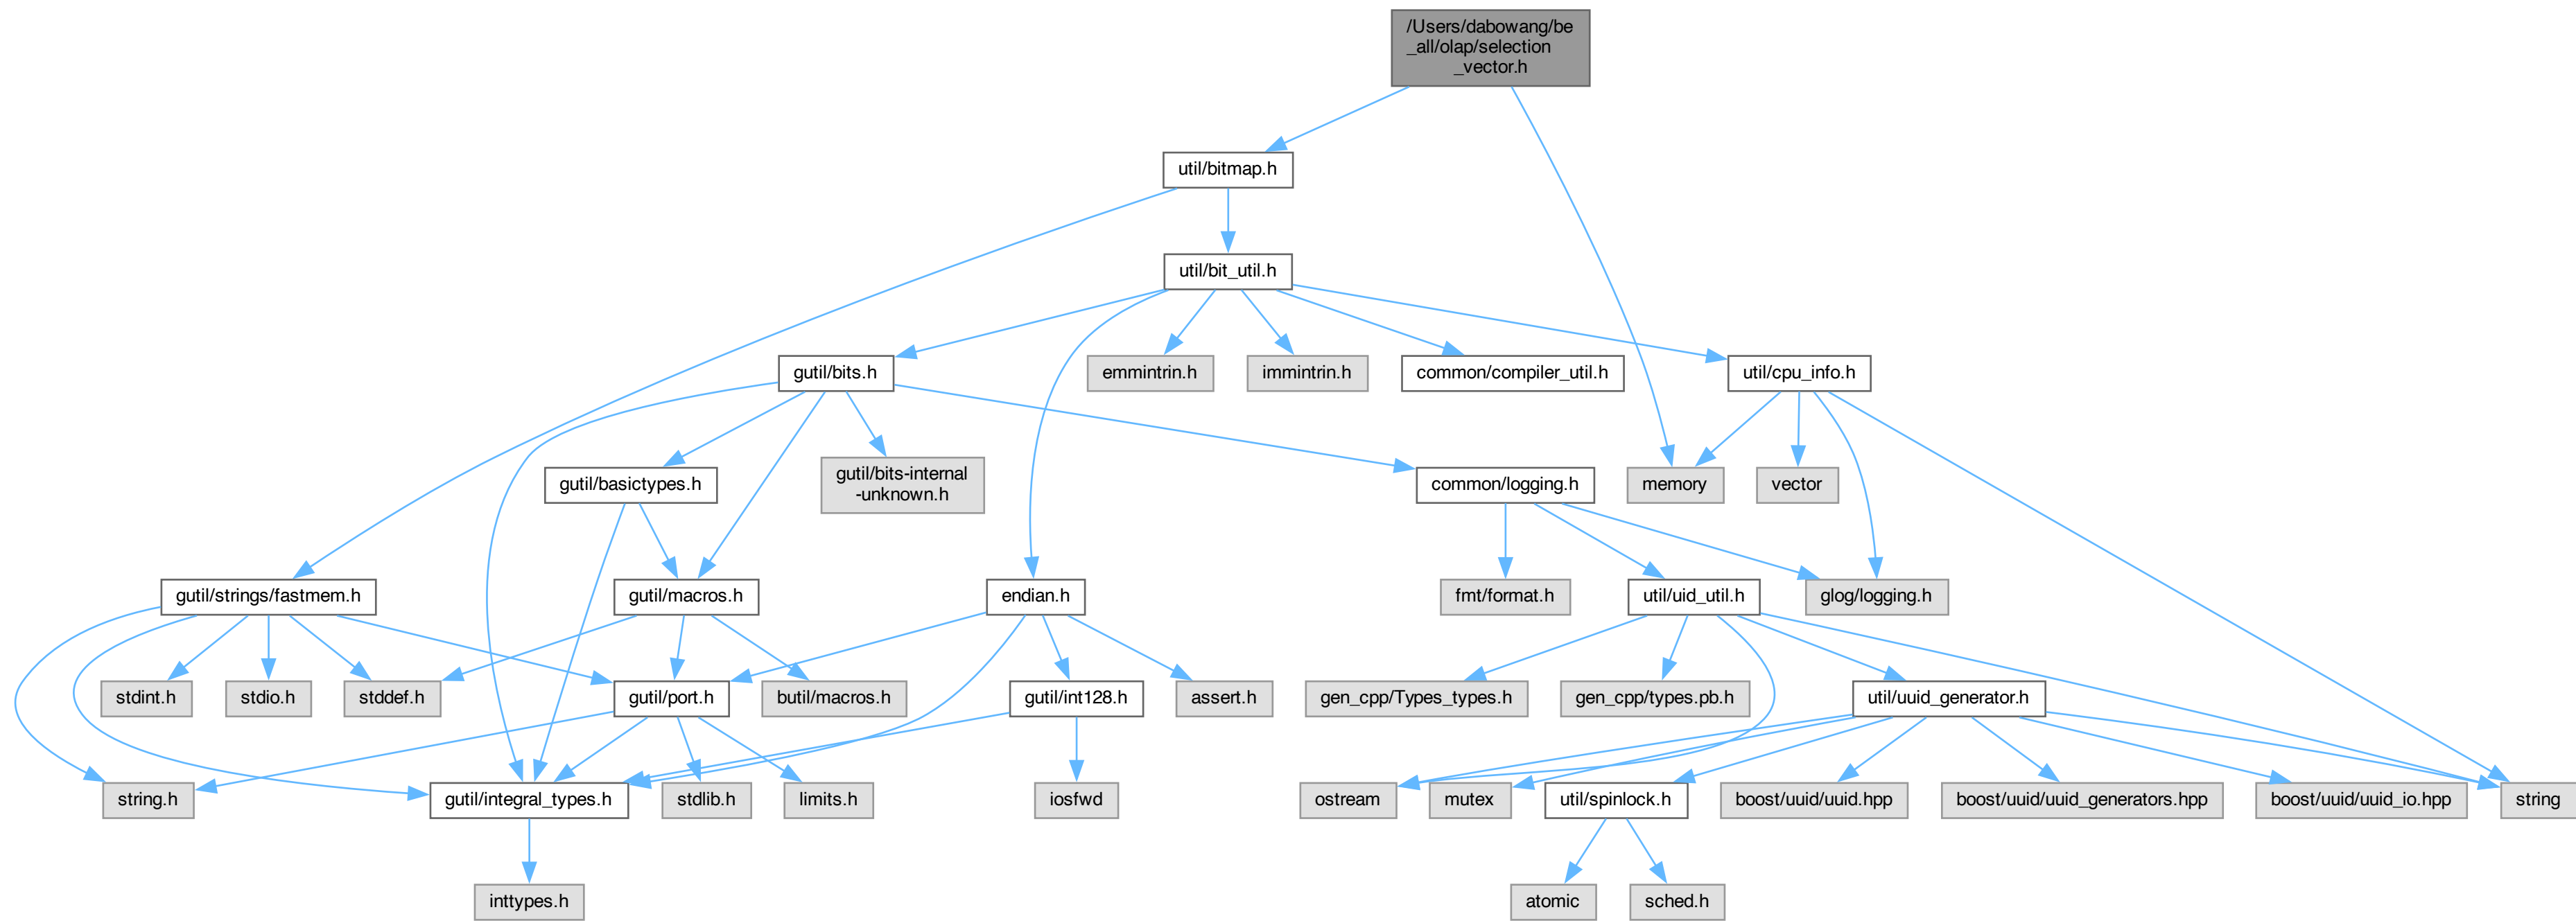 /Users/dabowang/be
_all/olap/selection
_vector.h
util/bitmap.h
util/bit_util.h
gutil/bits.h
emmintrin.h
immintrin.h
common/compiler_util.h
util/cpu_info.h
gutil/basictypes.h
gutil/bits-internal
-unknown.h
common/logging.h
memory
vector
gutil/strings/fastmem.h
gutil/macros.h
endian.h
fmt/format.h
util/uid_util.h
glog/logging.h
stdint.h
stdio.h
stddef.h
gutil/port.h
butil/macros.h
gutil/int128.h
assert.h
gen_cpp/Types_types.h
gen_cpp/types.pb.h
util/uuid_generator.h
string.h
gutil/integral_types.h
stdlib.h
limits.h
iosfwd
ostream
mutex
util/spinlock.h
boost/uuid/uuid.hpp
boost/uuid/uuid_generators.hpp
boost/uuid/uuid_io.hpp
string
inttypes.h
atomic
sched.h